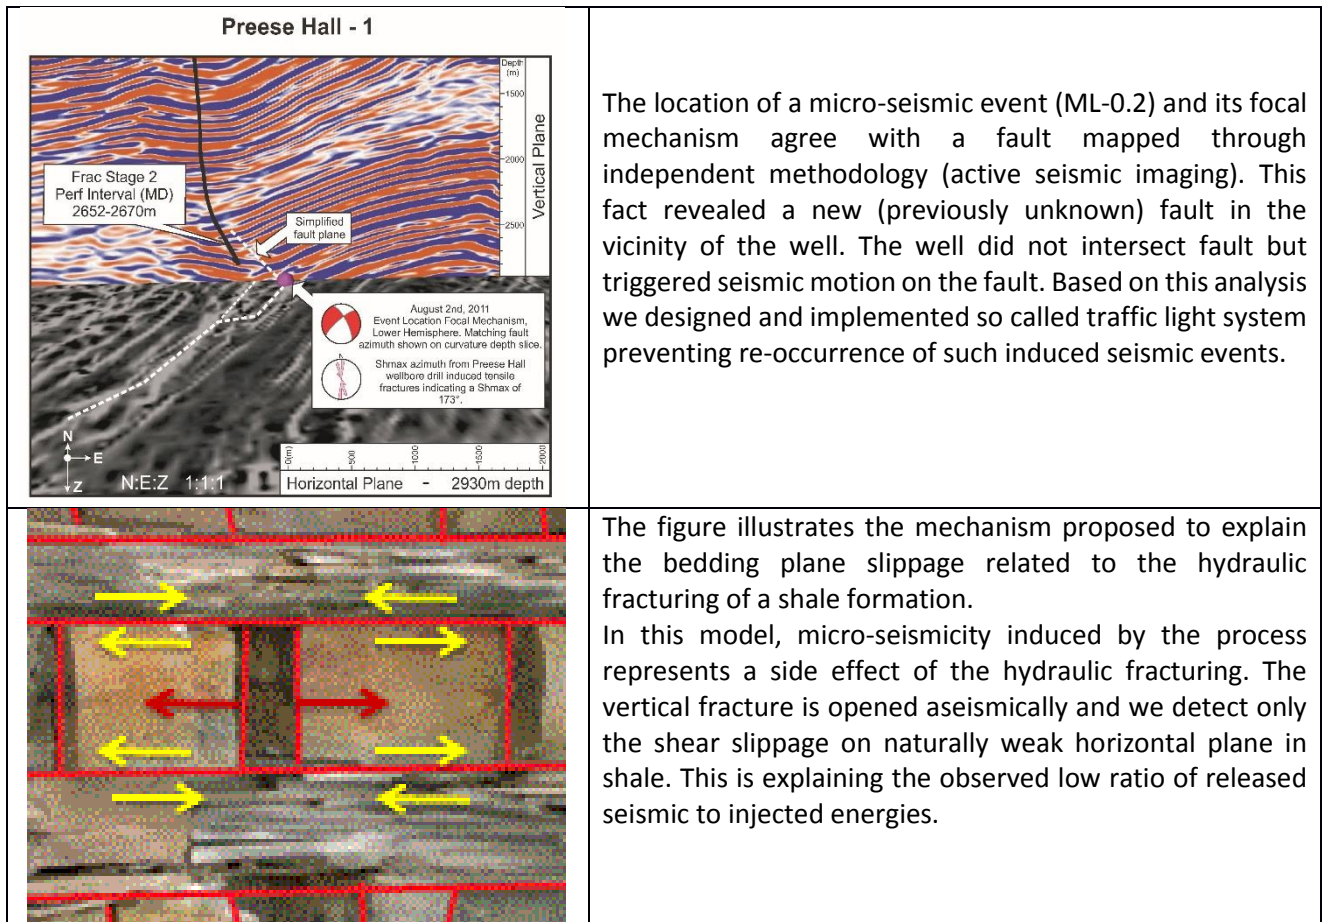 Preese Hall - 1
Depth
(m)
1500
2000
2500
Vertical Plane
Frac Stage 2
Perf Interval (MD)
2652-2670m
Simplified
fault plane
August 2nd, 2011
Event Location Focal Mechanism,
Lower Hemisphere. Matching fault
azimuth shown on curvature depth slice.
N
Shmax azimuth from Preese Hall
wellbore drill induced tensile
fractures indicating a Shmax of
173°.
N
E
Z
N:E:Z 1:1:1
0(m)
500
1000
1500
2000
Horizontal Plane - 2930m depth
The location of a micro-seismic event (ML-0.2) and its focal
mechanism agree with a fault mapped through
independent methodology (active seismic imaging). This
fact revealed a new (previously unknown) fault in the
vicinity of the well. The well did not intersect fault but
triggered seismic motion on the fault. Based on this analysis
we designed and implemented so called traffic light system
preventing re-occurrence of such induced seismic events.
The figure illustrates the mechanism proposed to explain
the bedding plane slippage related to the hydraulic
fracturing of a shale formation.
In this model, micro-seismicity induced by the process
represents a side effect of the hydraulic fracturing. The
vertical fracture is opened aseismically and we detect only
the shear slippage on naturally weak horizontal plane in
shale. This is explaining the observed low ratio of released
seismic to injected energies.